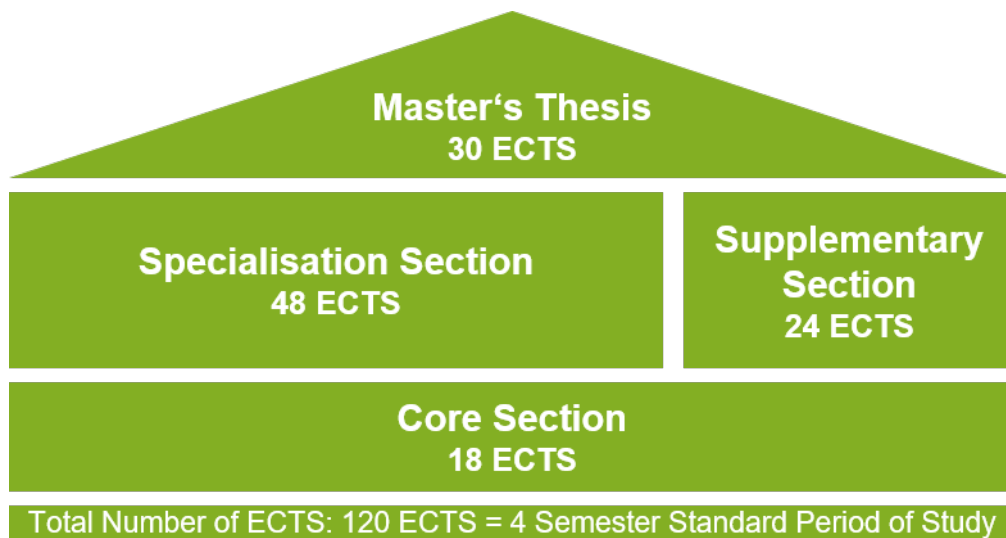 Master‘s Thesis
30 ECTS
Specialisation Section
48 ECTS
Supplementary
Section
24 ECTS
Core Section
18 ECTS
Total Number of ECTS: 120 ECTS = 4 Semester Standard Period of Study